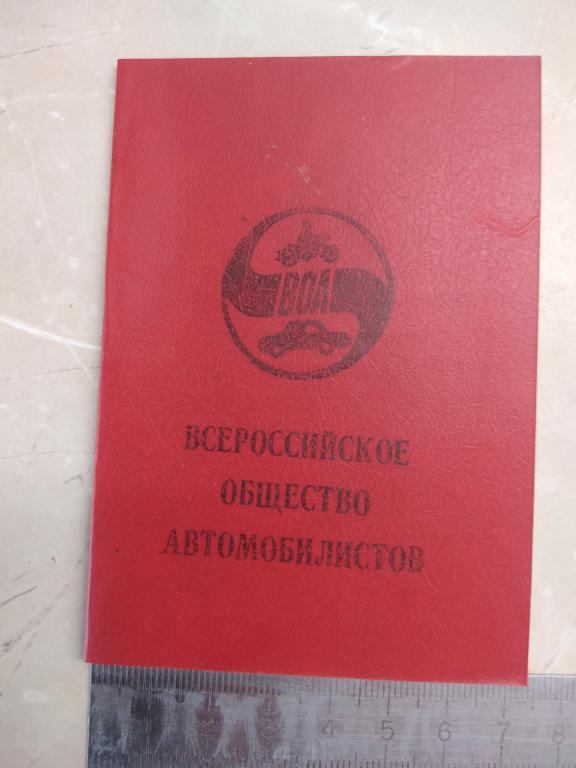 ВОА
ВСЕРОССИЙСКОЕ
ОБЩЕСТВО
АВТОМОБИЛИСТОВ
4 5 6 7 8